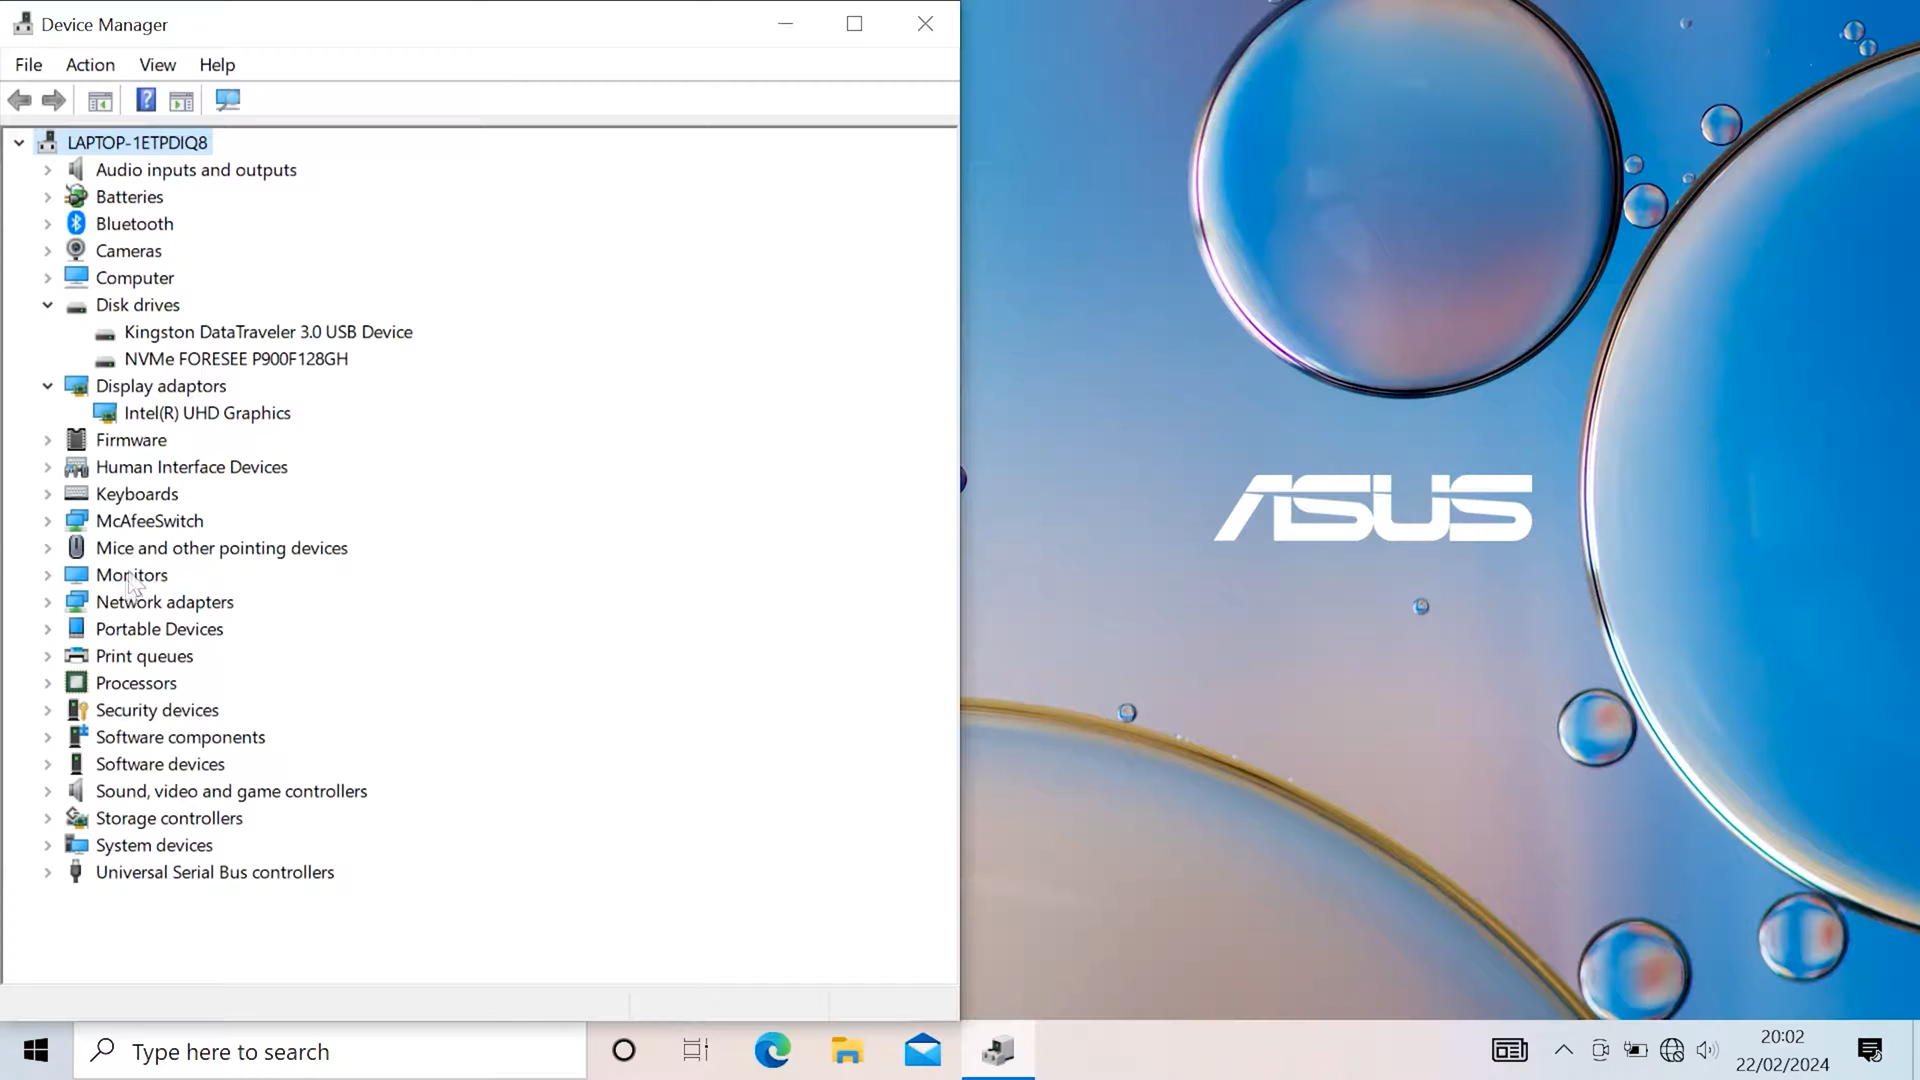 Device Manager
File Action View Help
LAPTOP-1ETPDIQ8
Audio inputs and outputs
Batteries
Bluetooth
Cameras
Computer
Disk drives
Kingston DataTraveler 3.0 USB Device
NVMe FORESEE P900F128GH
Display adaptors
Intel(R) UHD Graphics
Firmware
Human Interface Devices
Keyboards
McAfeeSwitch
Mice and other pointing devices
Monitors
Network adapters
Portable Devices
Print queues
Processors
Security devices
Software components
Software devices
Sound, video and game controllers
Storage controllers
System devices
Universal Serial Bus controllers
ASUS
Type here to search
20:02
22/02/2024